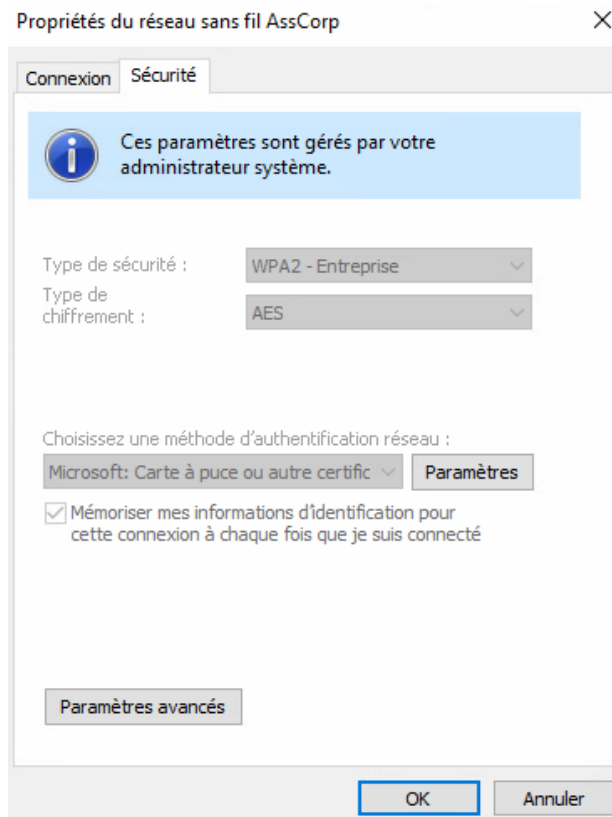 Propriétés du réseau sans fil AssCorp
Connexion
Sécurité
Ces paramètres sont gérés par votre
administrateur système.
Type de sécurité :
WPA2 - Entreprise
Type de
chiffrement :
AES
Choisissez une méthode d'authentification réseau :
Microsoft: Carte à puce ou autre certific
Paramètres
Mémoriser mes informations d'identification pour
cette connexion à chaque fois que je suis connecté
Paramètres avancés
OK
Annuler